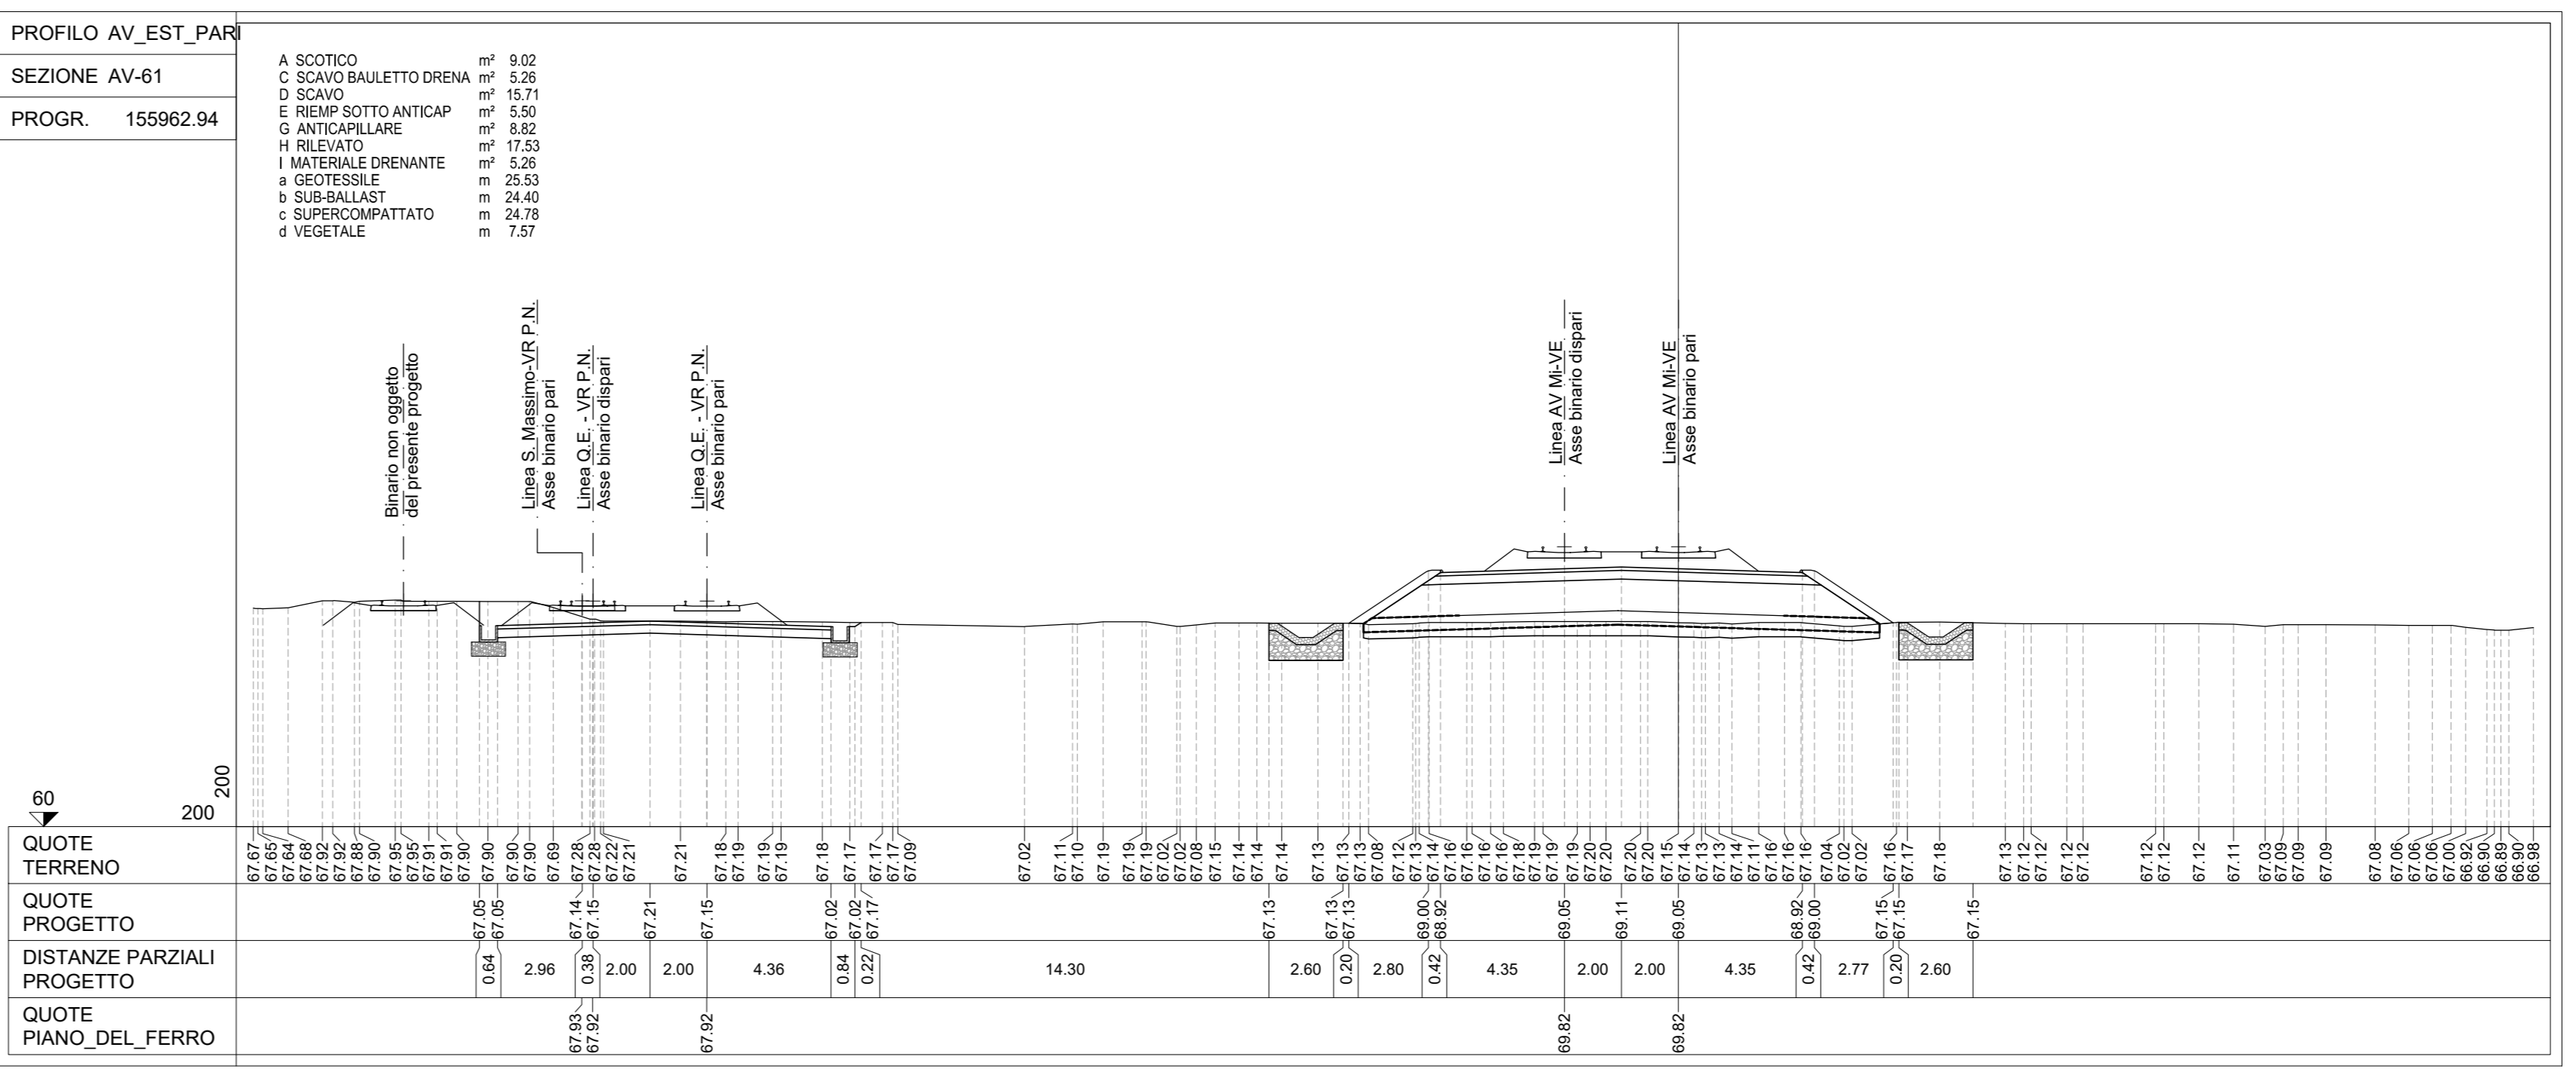 PROFILO AV_EST_PARI
SEZIONE AV-61
PROGR. 155962.94
A SCOTICO m² 9.02
C SCAVO BAULETTO DRENA m² 5.26
D SCAVO m² 15.71
E RIEMP SOTTO ANTICAP m² 5.50
G ANTICAPILLARE m² 8.82
H RILEVATO m² 17.53
I MATERIALE DRENANTE m² 5.26
a GEOTESSILE m 25.53
b SUB-BALLAST m 24.40
c SUPERCOMPATTATO m 24.78
d VEGETALE m 7.57
Binario non oggetto
del presente progetto
Linea S. Massimo-VR P.N.
Asse binario pari
Linea Q.E. - VR P.N.
Asse binario dispari
Linea Q.E. - VR P.N.
Asse binario pari
Linea AV Mi-VE
Asse binario dispari
Linea AV Mi-VE
Asse binario pari
200
200
60
QUOTE
TERRENO
67.67 67.65 67.64 67.68 67.92 67.92 67.88 67.90 67.95 67.95 67.91 67.91 67.90 67.90 67.90 67.90 67.69 67.28 67.28 67.22 67.21 67.21 67.18 67.19 67.19 67.19 67.18 67.17 67.17 67.17 67.09 67.02 67.11 67.10 67.19 67.19 67.19 67.02 67.02 67.08 67.15 67.14 67.14 67.14 67.13 67.13 67.13 67.13 67.08 67.12 67.13 67.14 67.16 67.16 67.16 67.16 67.18 67.19 67.19 67.19 67.20 67.20 67.20 67.20 67.15 67.14 67.13 67.13 67.14 67.11 67.16 67.16 67.16 67.04 67.02 67.02 67.16 67.17 67.18 67.13 67.12 67.12 67.12 67.12 67.12 67.12 67.12 67.11 67.03 67.09 67.09 67.09 67.08 67.06 67.06 67.06 67.00 66.92 66.90 66.89 66.90 66.98
QUOTE
PROGETTO
67.05 67.05 67.14 67.15 67.21 67.15 67.02 67.02 67.17 67.13 67.13 67.13 69.00 68.92 69.05 69.11 69.05 68.92 69.00 67.15 67.15 67.15
DISTANZE PARZIALI
PROGETTO
0.64 2.96 0.38 2.00 2.00 4.36 0.84 0.22 14.30 2.60 0.20 2.80 0.42 4.35 2.00 2.00 4.35 0.42 2.77 0.20 2.60
QUOTE
PIANO_DEL_FERRO
67.93 67.92 67.92 69.82 69.82